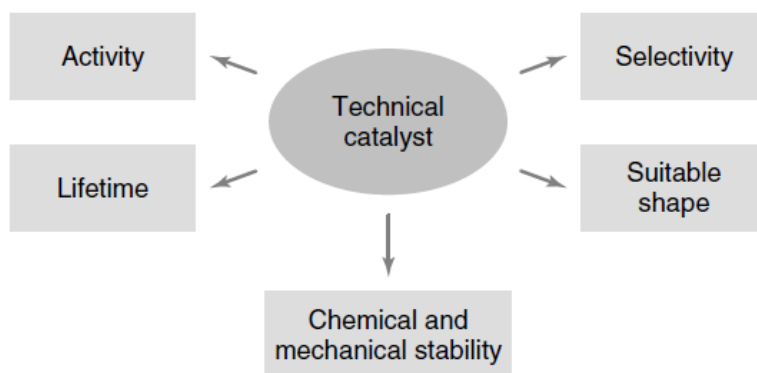 Activity
Selectivity
Technical
catalyst
Lifetime
Suitable
shape
Chemical and
mechanical stability